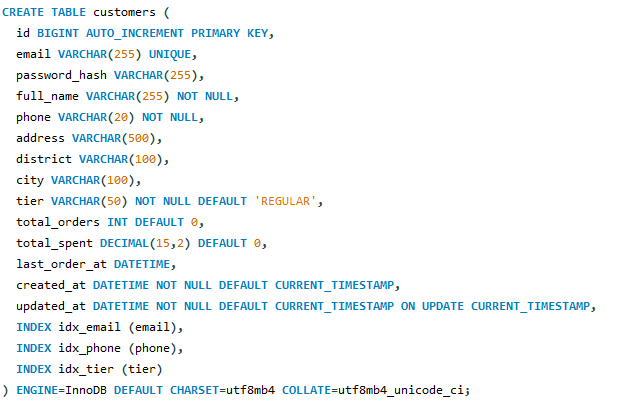 CREATE TABLE customers (
  id BIGINT AUTO_INCREMENT PRIMARY KEY,
  email VARCHAR(255) UNIQUE,
  password_hash VARCHAR(255),
  full_name VARCHAR(255) NOT NULL,
  phone VARCHAR(20) NOT NULL,
  address VARCHAR(500),
  district VARCHAR(100),
  city VARCHAR(100),
  tier VARCHAR(50) NOT NULL DEFAULT 'REGULAR',
  total_orders INT DEFAULT 0,
  total_spent DECIMAL(15,2) DEFAULT 0,
  last_order_at DATETIME,
  created_at DATETIME NOT NULL DEFAULT CURRENT_TIMESTAMP,
  updated_at DATETIME NOT NULL DEFAULT CURRENT_TIMESTAMP ON UPDATE CURRENT_TIMESTAMP,
  INDEX idx_email (email),
  INDEX idx_phone (phone),
  INDEX idx_tier (tier)
) ENGINE=InnoDB DEFAULT CHARSET=utf8mb4 COLLATE=utf8mb4_unicode_ci;